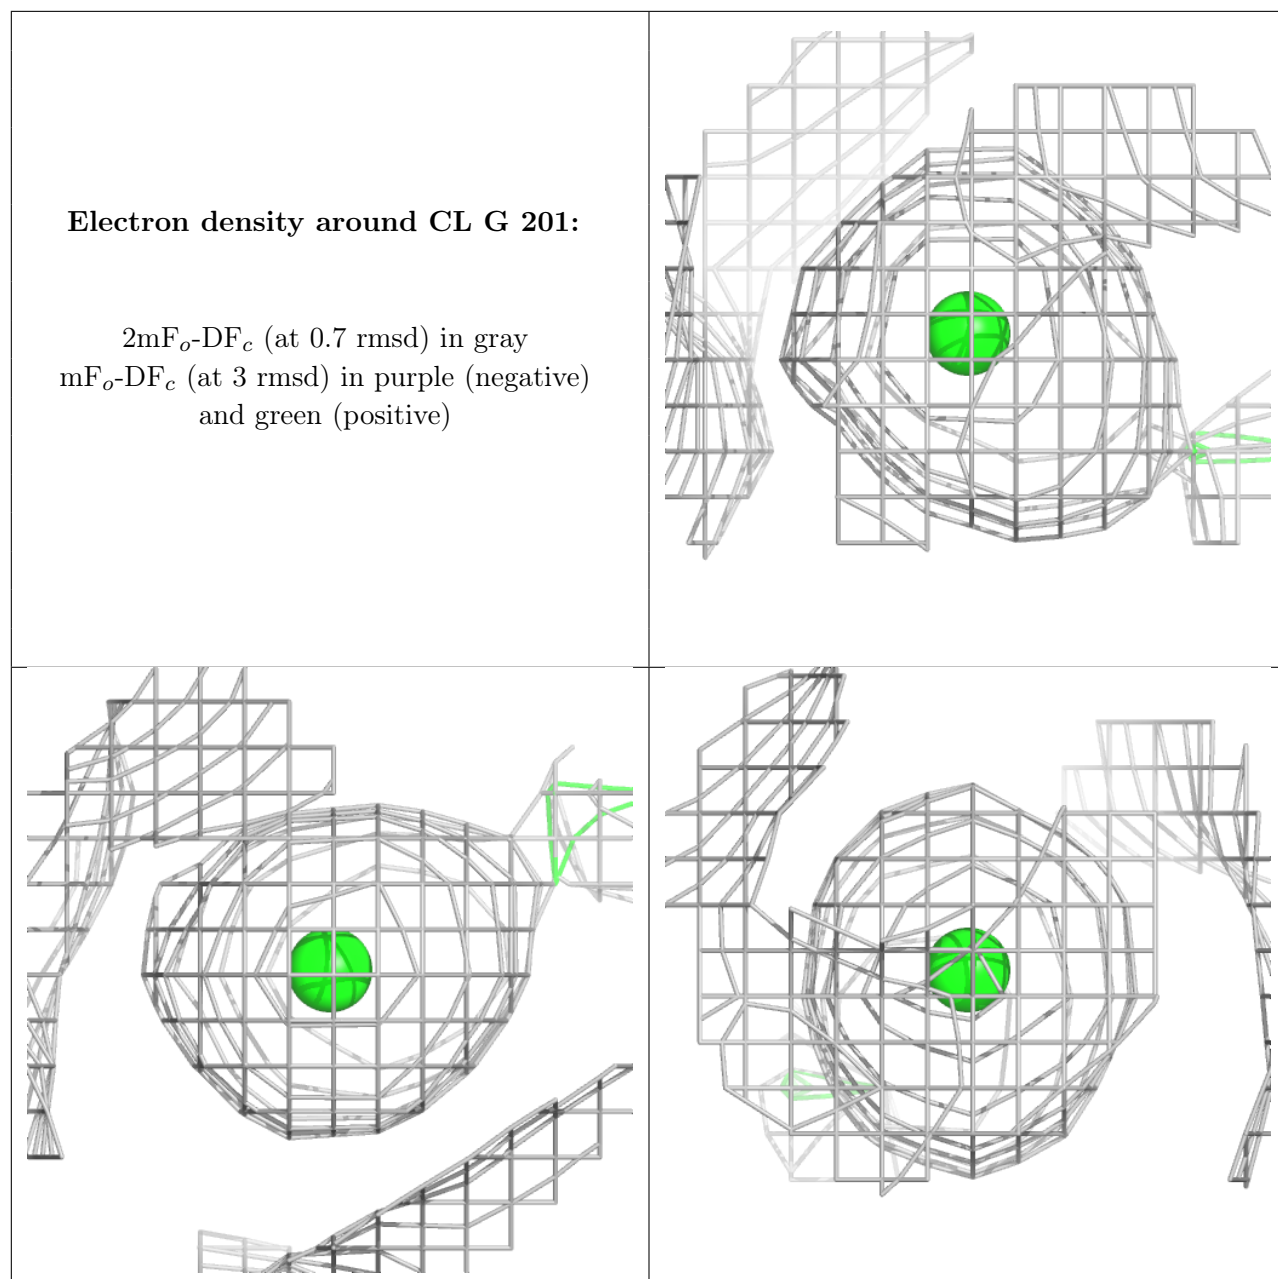 Electron density around CL G 201:
2mFo-DFc (at 0.7 rmsd) in gray
mFo-DFc (at 3 rmsd) in purple (negative)
and green (positive)